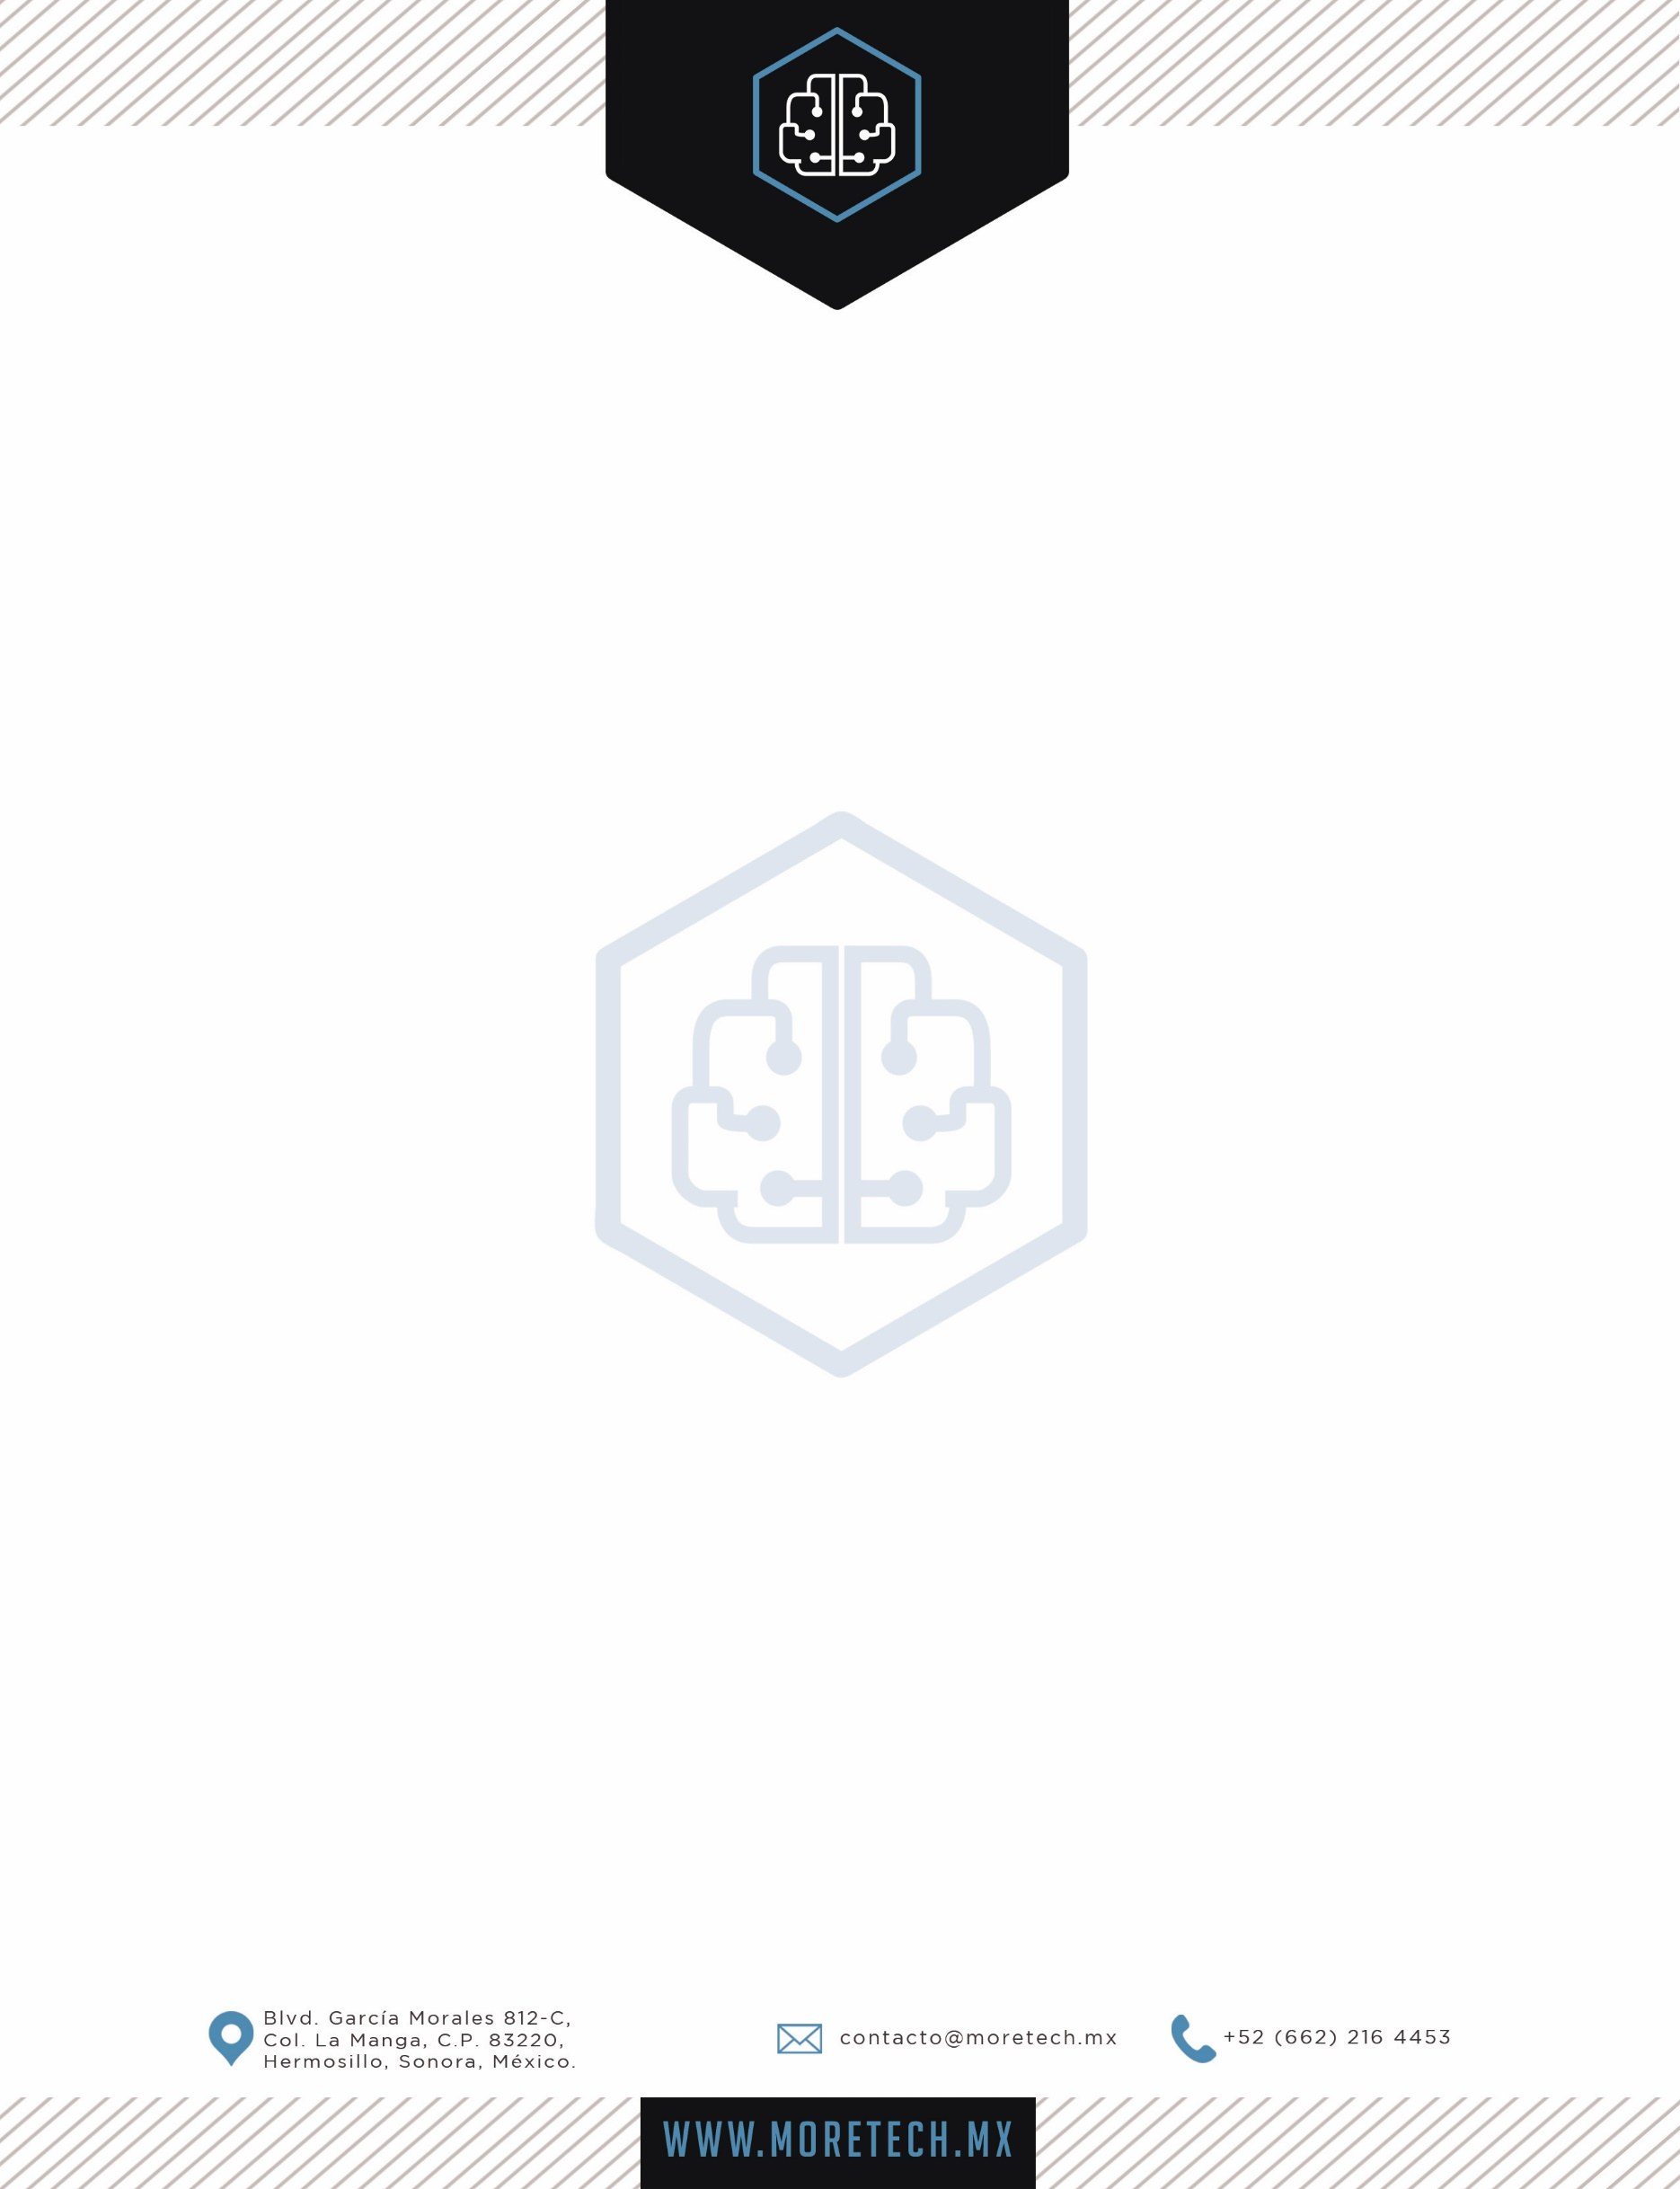 Blvd. García Morales 812-C,
Col. La Manga, C.P. 83220,
Hermosillo, Sonora, México.
contacto@moretech.mx
+52 (662) 216 4453
WWW.MORETECH.MX